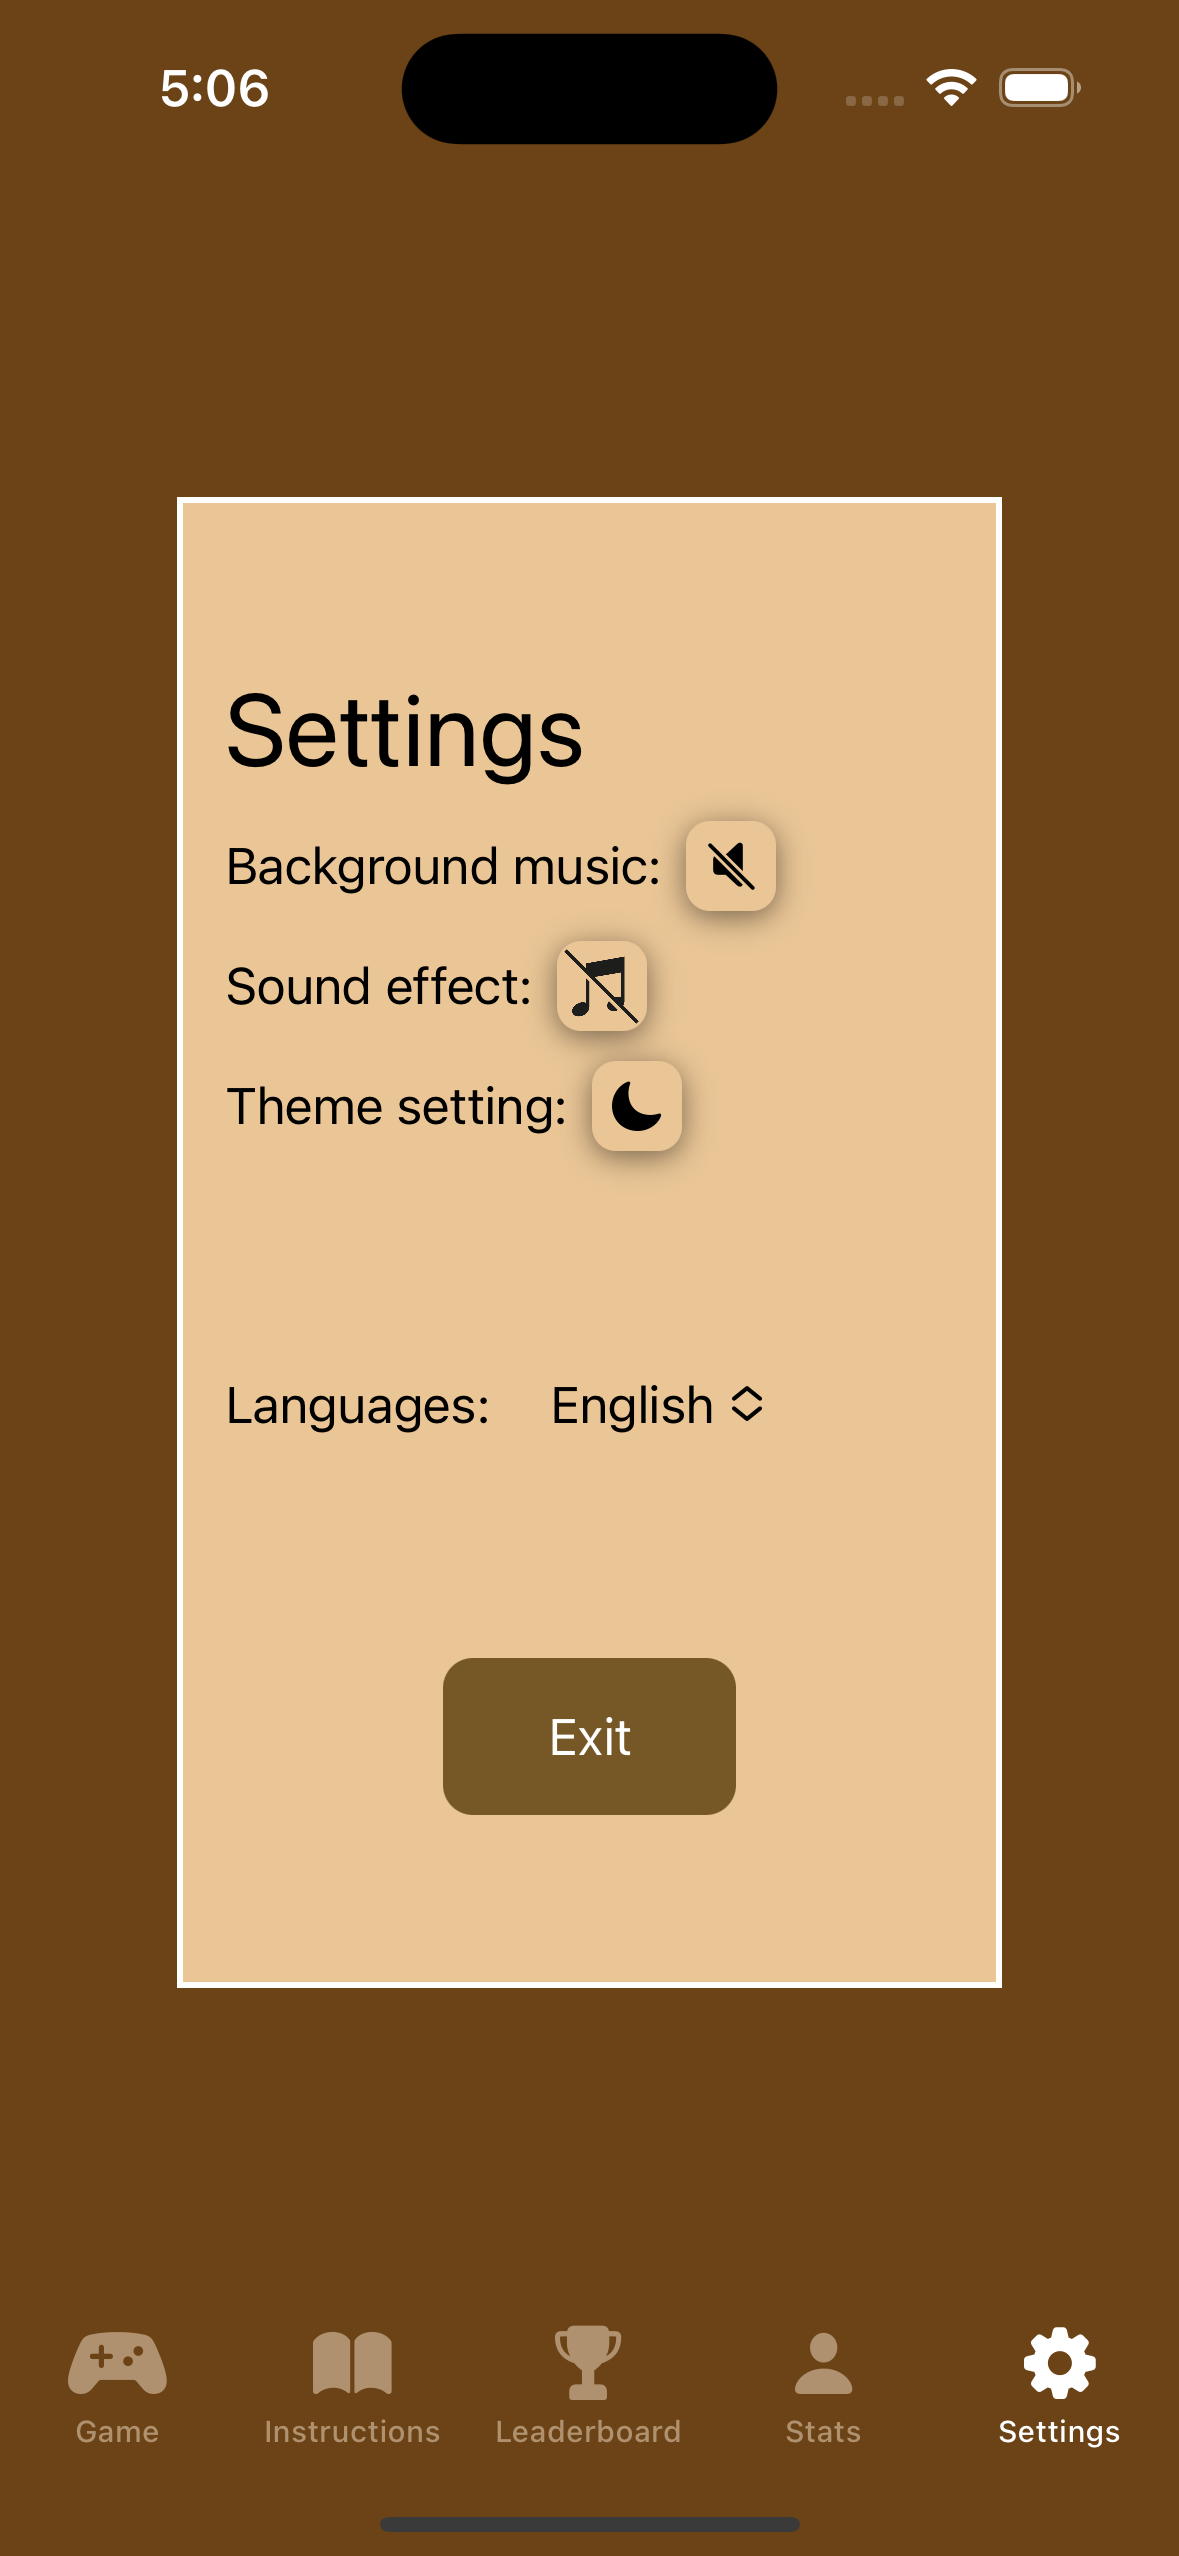 5:06
Settings
Background music:
Sound effect:
Theme setting:
Languages: English
Exit
Game Instructions Leaderboard Stats Settings